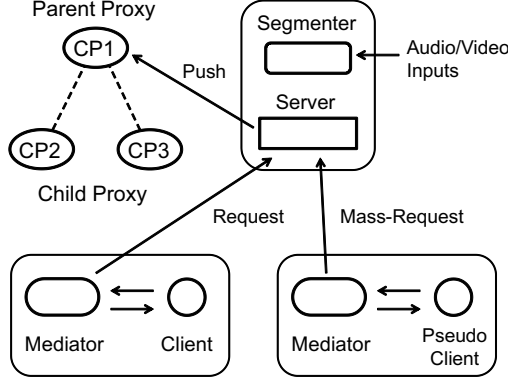 Parent Proxy
CP1
CP2
CP3
Child Proxy
Push
Segmenter
Audio/Video
Inputs
Server
Request
Mass-Request
Mediator
Client
Mediator
Pseudo
Client